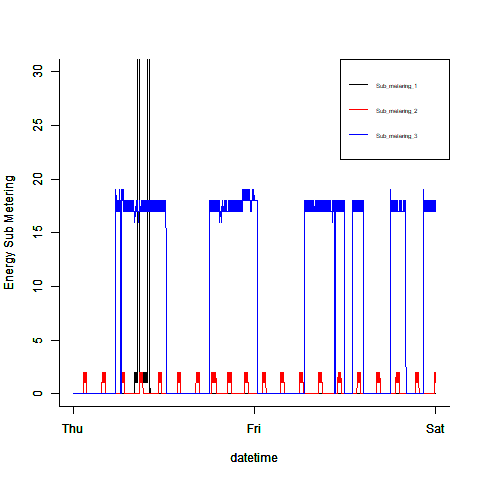 30
25
20
15
10
5
0
Energy Sub Metering
Sub_metering_1
Sub_metering_2
Sub_metering_3
Thu Fri Sat
datetime